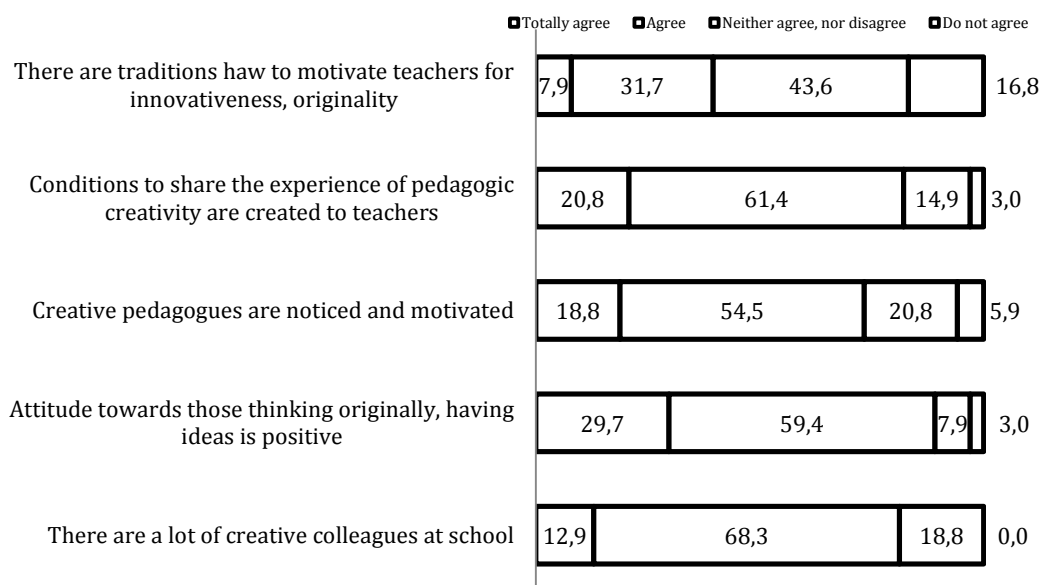 Totally agree Agree Neither agree, nor disagree Do not agree
There are traditions haw to motivate teachers for
innovativeness, originality
7,9 31,7 43,6 16,8
Conditions to share the experience of pedagogic
creativity are created to teachers
20,8 61,4 14,9 3,0
Creative pedagogues are noticed and motivated
18,8 54,5 20,8 5,9
Attitude towards those thinking originally, having
ideas is positive
29,7 59,4 7,9 3,0
There are a lot of creative colleagues at school
12,9 68,3 18,8 0,0